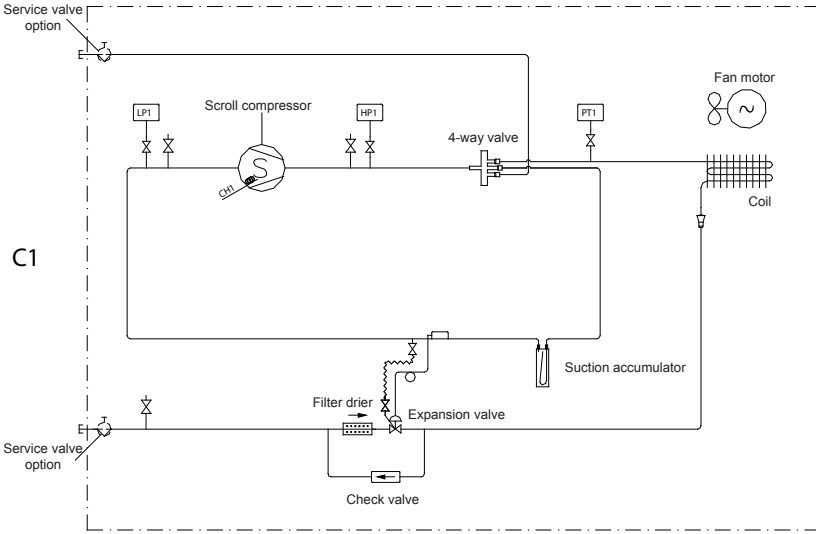 Service valve
option
Fan motor
Scroll compressor
LP1
HP1
PT1
4-way valve
S
CH1
Coil
C1
Suction accumulator
Filter drier
Expansion valve
Service valve
option
Check valve